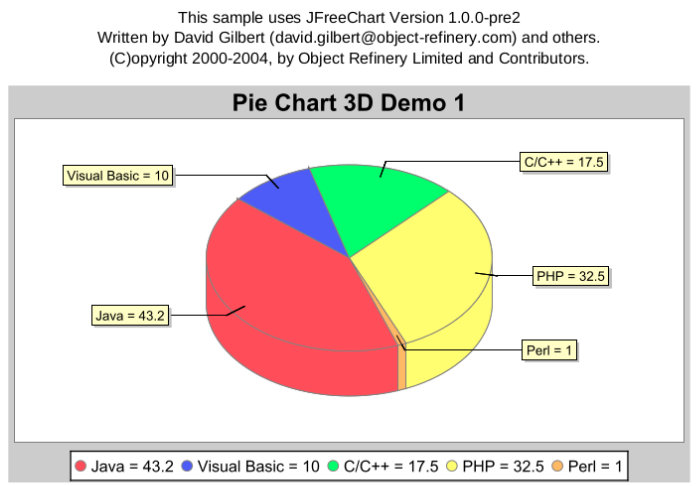 This sample uses JFreeChart Version 1.0.0-pre2
Written by David Gilbert (david.gilbert@object-refinery.com) and others.
(C)opyright 2000-2004, by Object Refinery Limited and Contributors.
Pie Chart 3D Demo 1
C/C++ = 17.5
Visual Basic = 10
PHP = 32.5
Java = 43.2
Perl = 1
Java = 43.2 Visual Basic = 10 C/C++ = 17.5 PHP = 32.5 Perl = 1